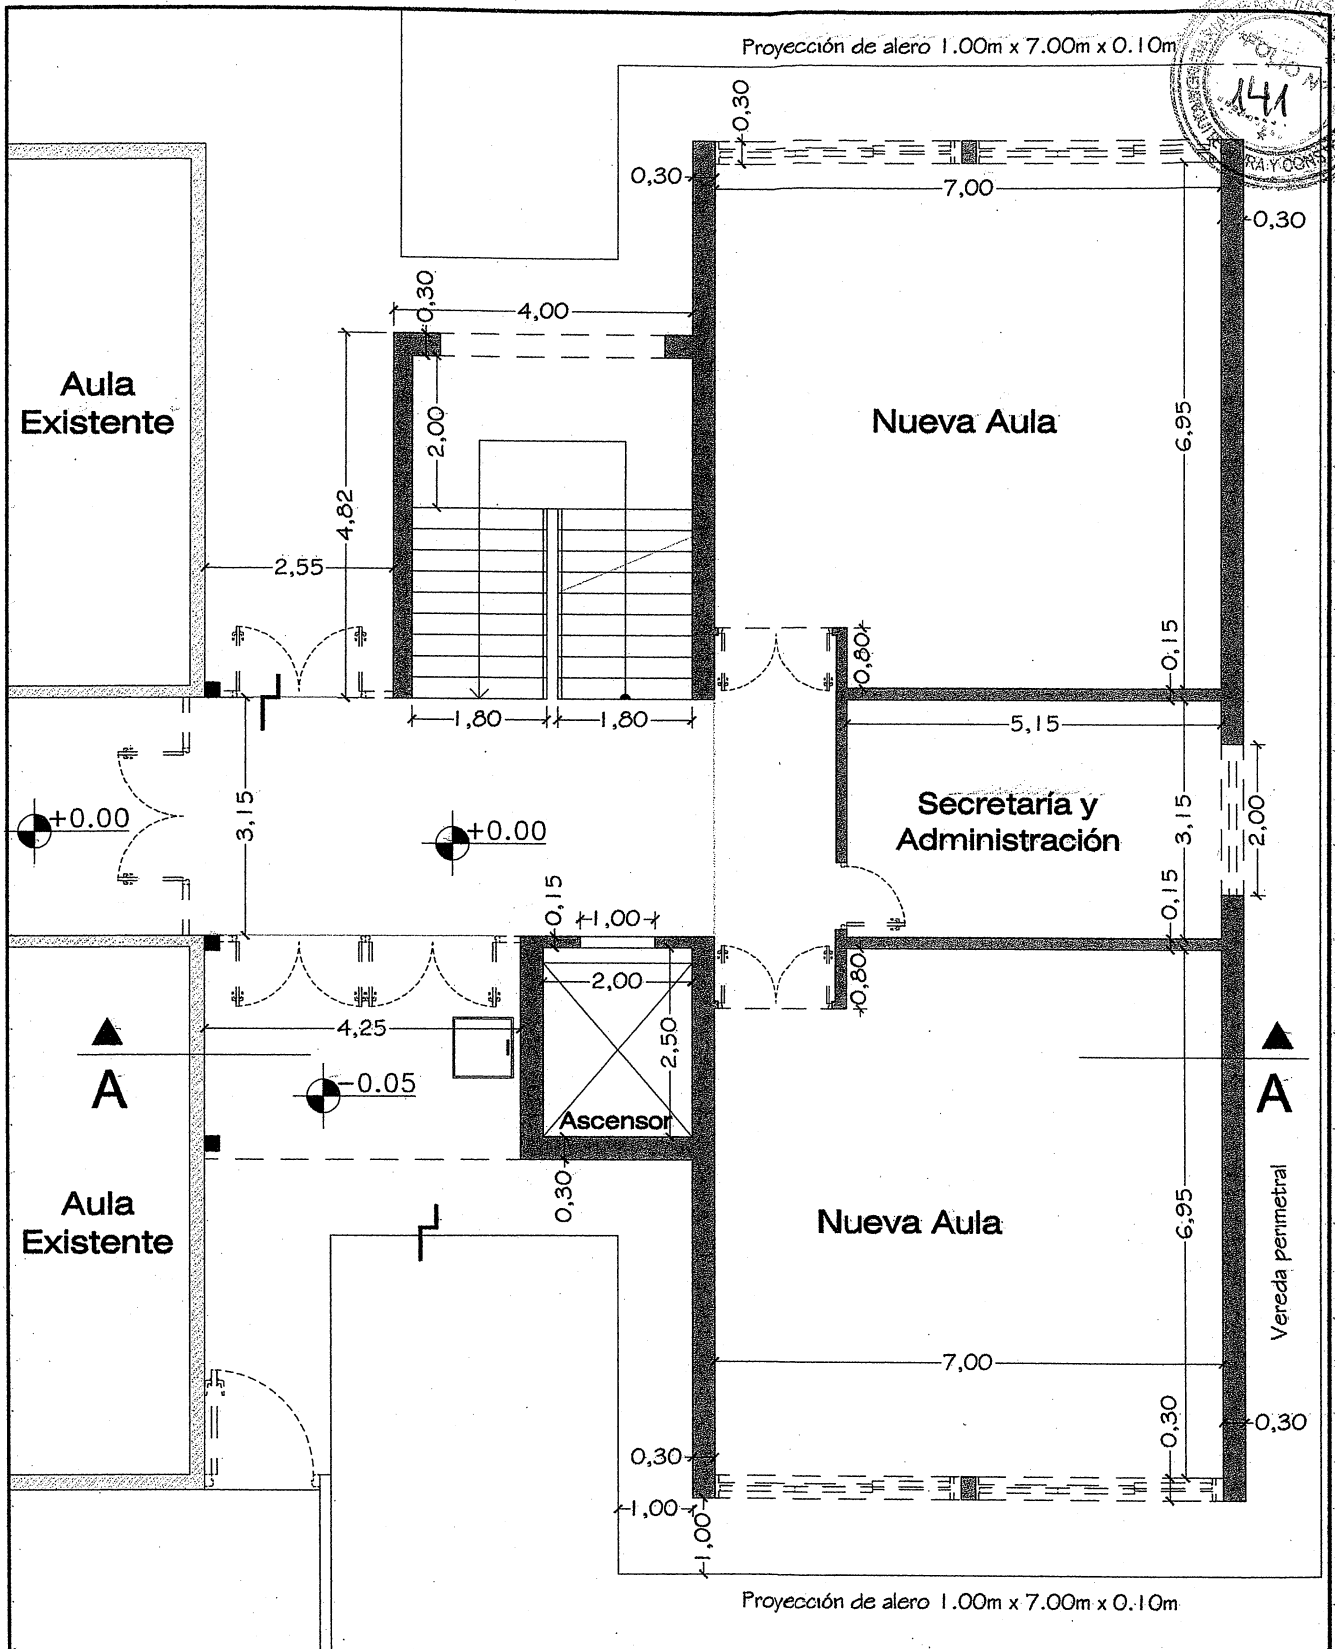 Proyección de alero 1.00m x 7.00m x 0.10m
FOLIO Nº
141
RA Y CONS
0,30
0,30
7,00
0,30
4,00
0,30
Aula
Existente
2,00
4,82
2,55
Nueva Aula
6,95
0,80
0,15
1,80
1,80
5,15
+0.00
3,15
+0.00
Secretaría y
Administración
3,15
2,00
0,15
0,15
1,00
0,80
2,00
4,25
2,50
A
-0.05
Ascensor
A
0,30
Aula
Existente
Nueva Aula
6,95
Vereda perimetral
7,00
0,30
0,30
0,30
1,00
1,00
Proyección de alero 1.00m x 7.00m x 0.10m